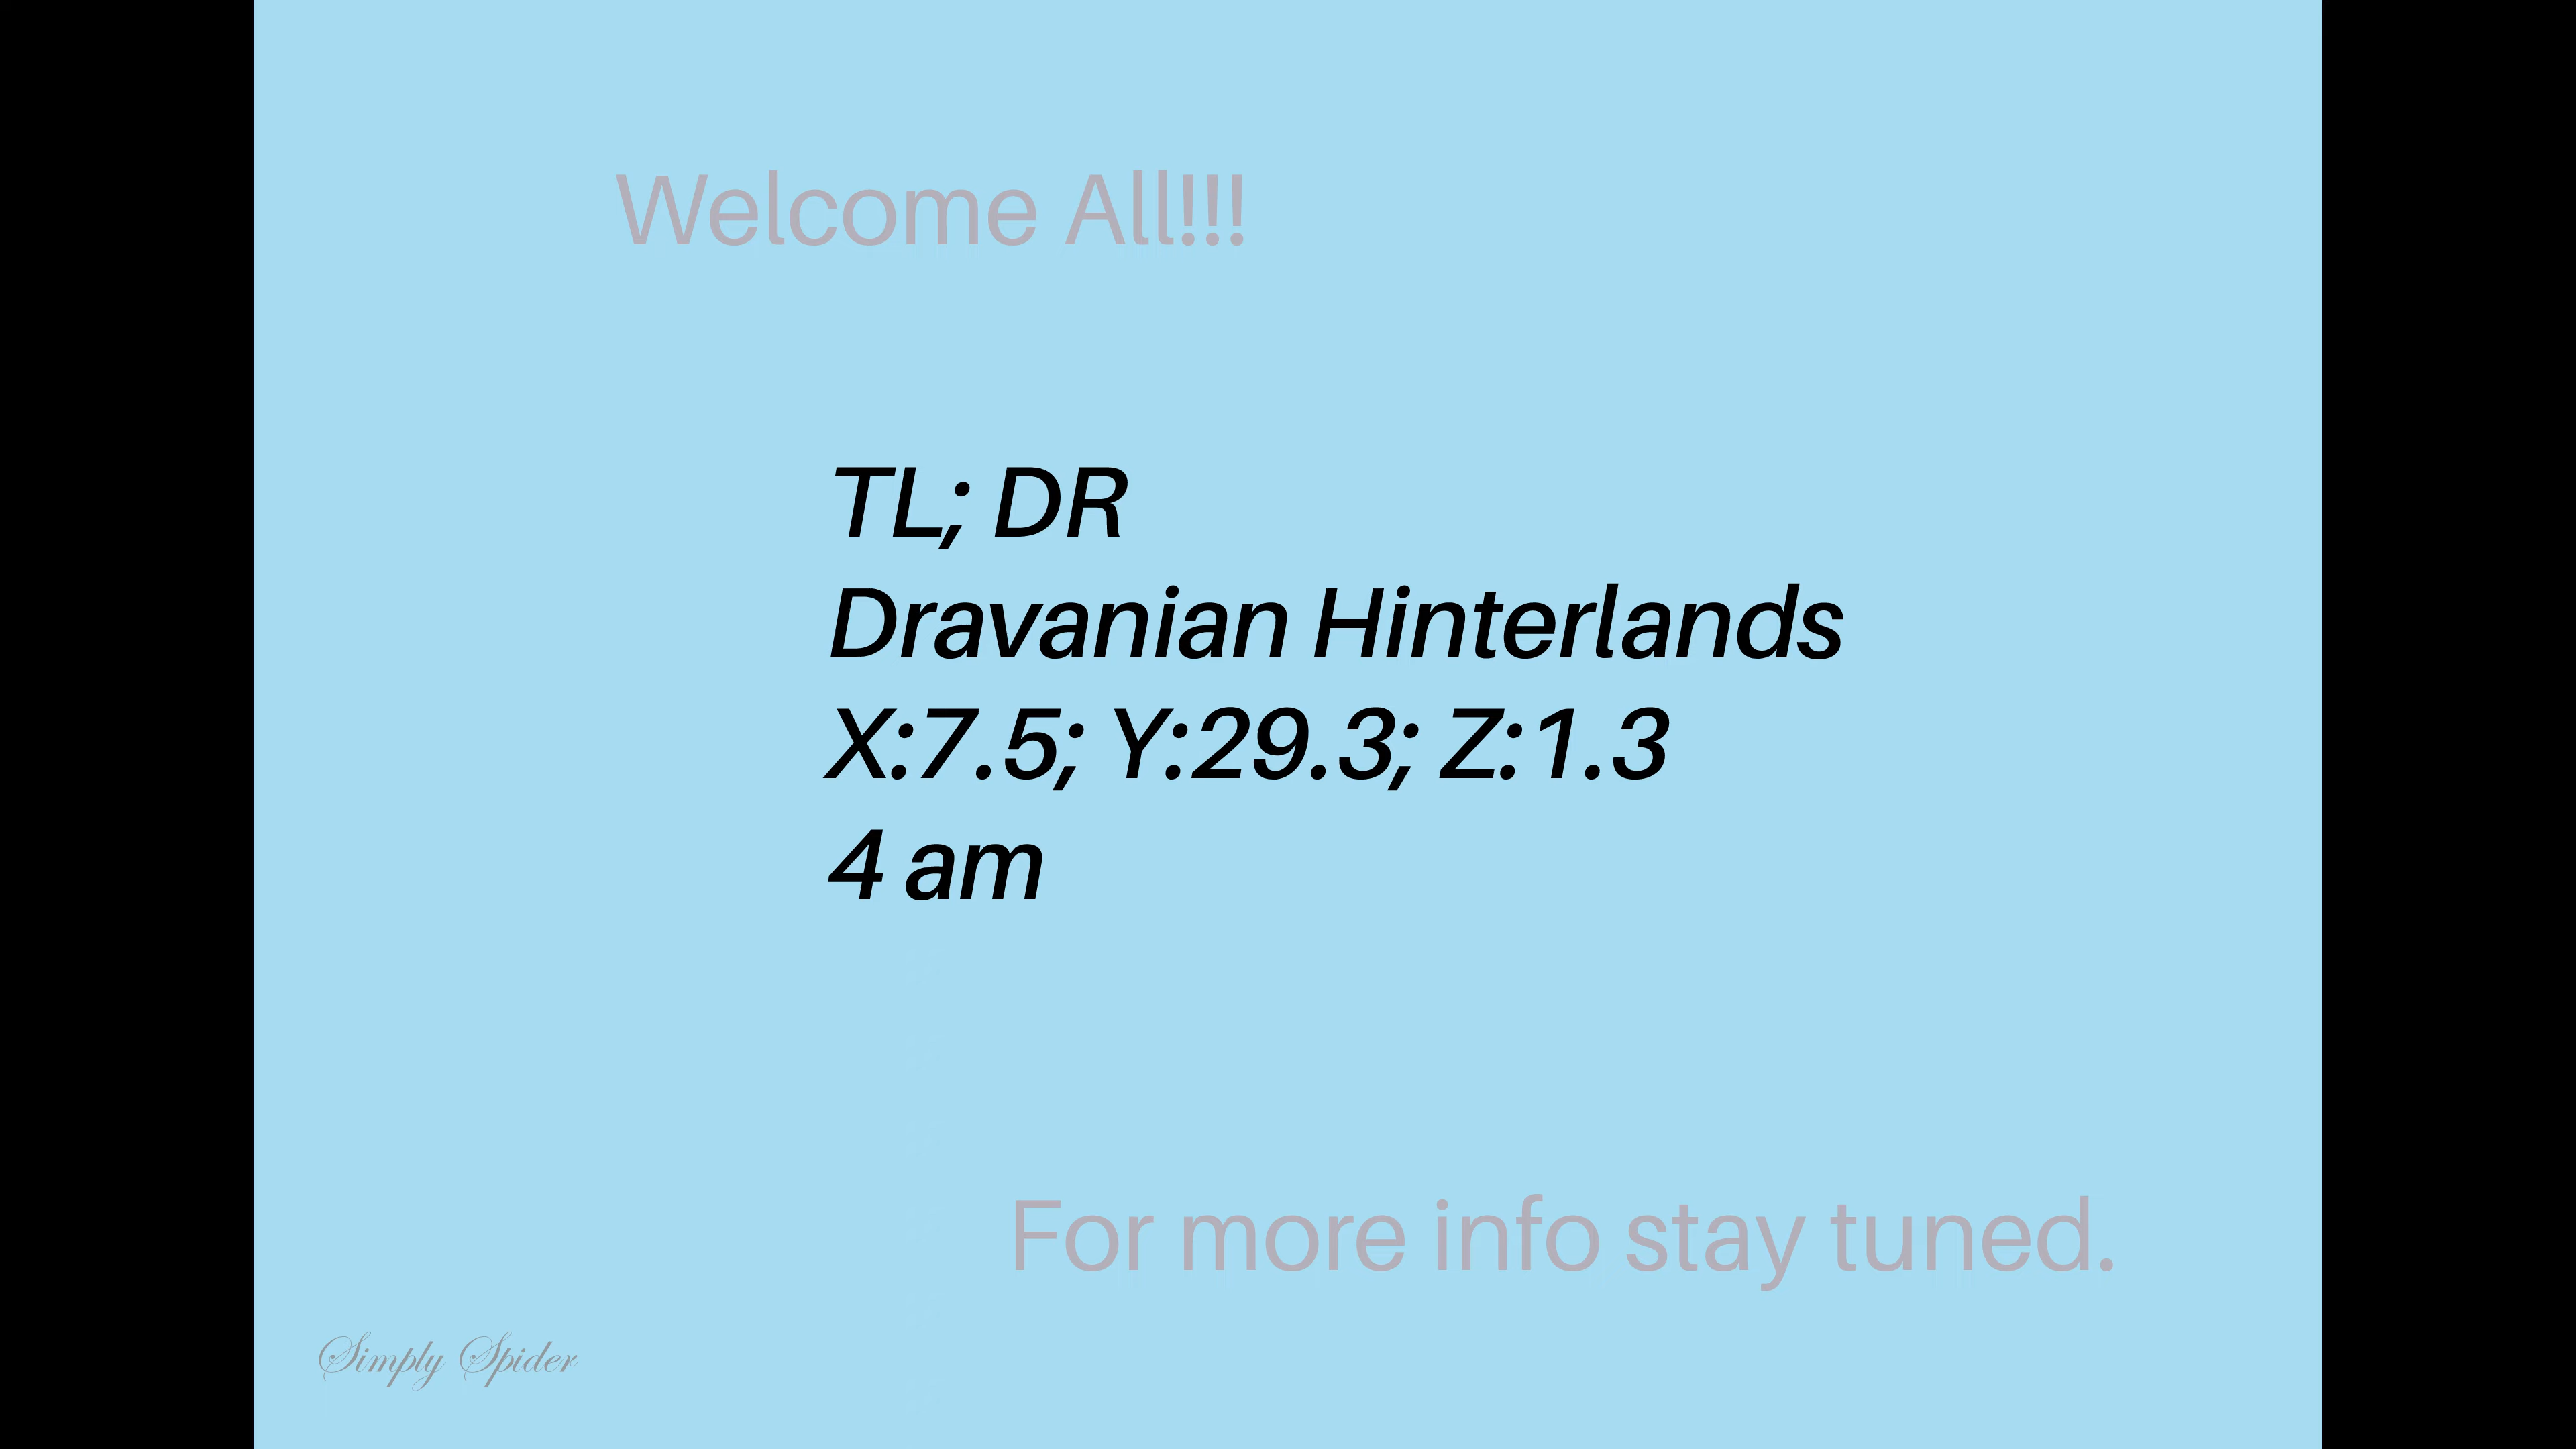 Welcome All!!!
TL; DR
Dravanian Hinterlands
X:7.5; Y:29.3; Z:1.3
4 am
For more info stay tuned.
Simply Spider